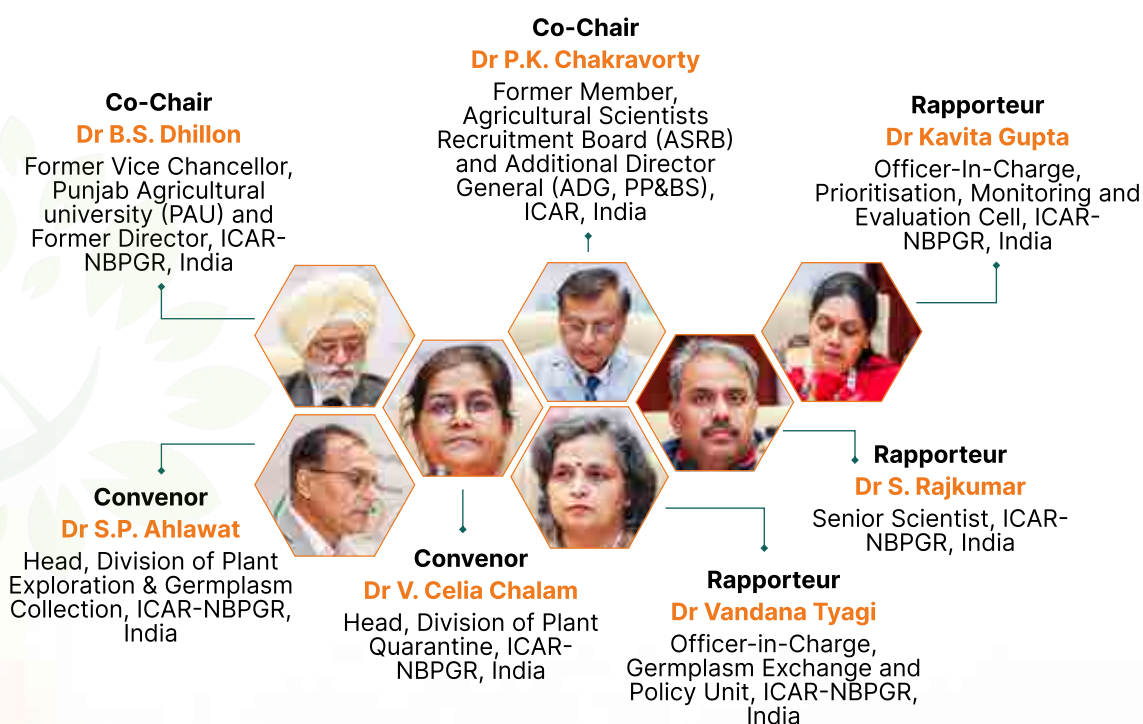 Co-Chair
Dr B.S. Dhillon
Former Vice Chancellor,
Punjab Agricultural
university (PAU) and
Former Director, ICAR-
NBPGR, India
Co-Chair
Dr P.K. Chakravorty
Former Member,
Agricultural Scientists
Recruitment Board (ASRB)
and Additional Director
General (ADG, PP&BS),
ICAR, India
Rapporteur
Dr Kavita Gupta
Officer-In-Charge,
Prioritisation, Monitoring and
Evaluation Cell, ICAR-
NBPGR, India
Convenor
Dr S.P. Ahlawat
Head, Division of Plant
Exploration & Germplasm
Collection, ICAR-NBPGR,
India
Convenor
Dr V. Celia Chalam
Head, Division of Plant
Quarantine, ICAR-
NBPGR, India
Rapporteur
Dr Vandana Tyagi
Officer-in-Charge,
Germplasm Exchange and
Policy Unit, ICAR-NBPGR,
India
Rapporteur
Dr S. Rajkumar
Senior Scientist, ICAR-
NBPGR, India